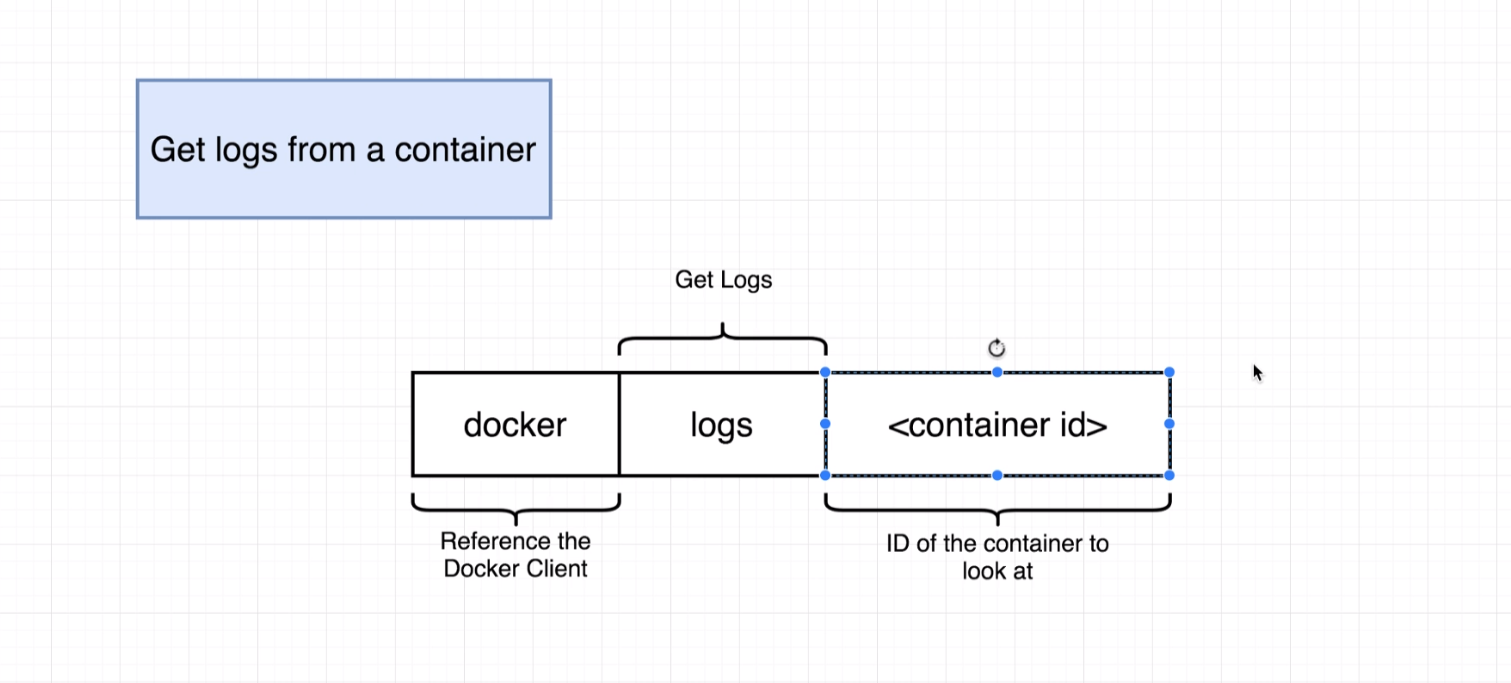 Get logs from a container
Get Logs
docker logs <container id>
Reference the
Docker Client
ID of the container to
look at